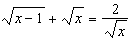 √(x−1) + √x = 2/√x